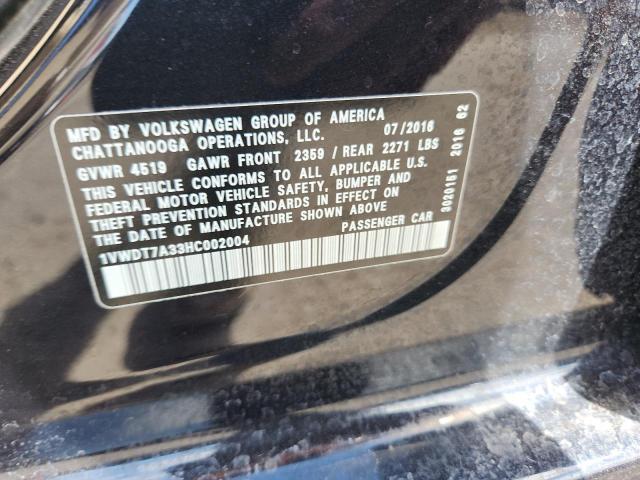 MFD BY VOLKSWAGEN GROUP OF AMERICA
CHATTANOOGA OPERATIONS, LLC. 07/2016
GVWR 4519 GAWR FRONT 2359 / REAR 2271 LBS
THIS VEHICLE CONFORMS TO ALL APPLICABLE U.S.
FEDERAL MOTOR VEHICLE SAFETY, BUMPER AND
THEFT PREVENTION STANDARDS IN EFFECT ON
THE DATE OF MANUFACTURE SHOWN ABOVE
1VWDT7A33HC002004 PASSENGER CAR
3020151 2016 62